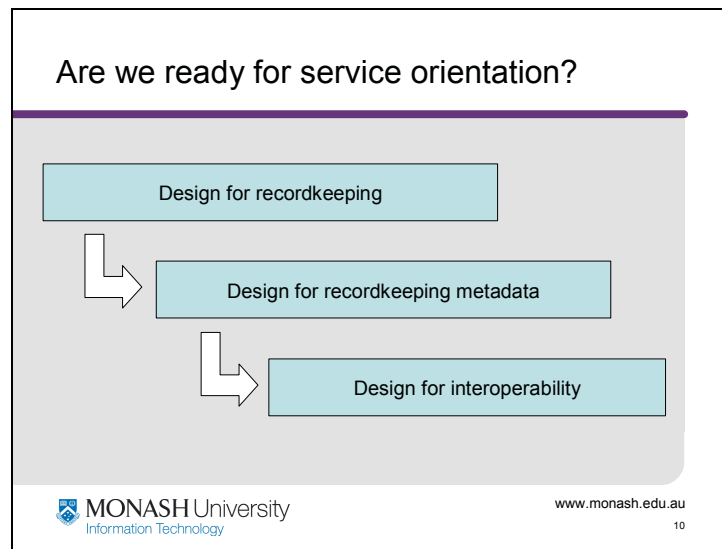 Are we ready for service orientation?
Design for recordkeeping
Design for recordkeeping metadata
Design for interoperability
MONASH University
Information Technology
www.monash.edu.au
10